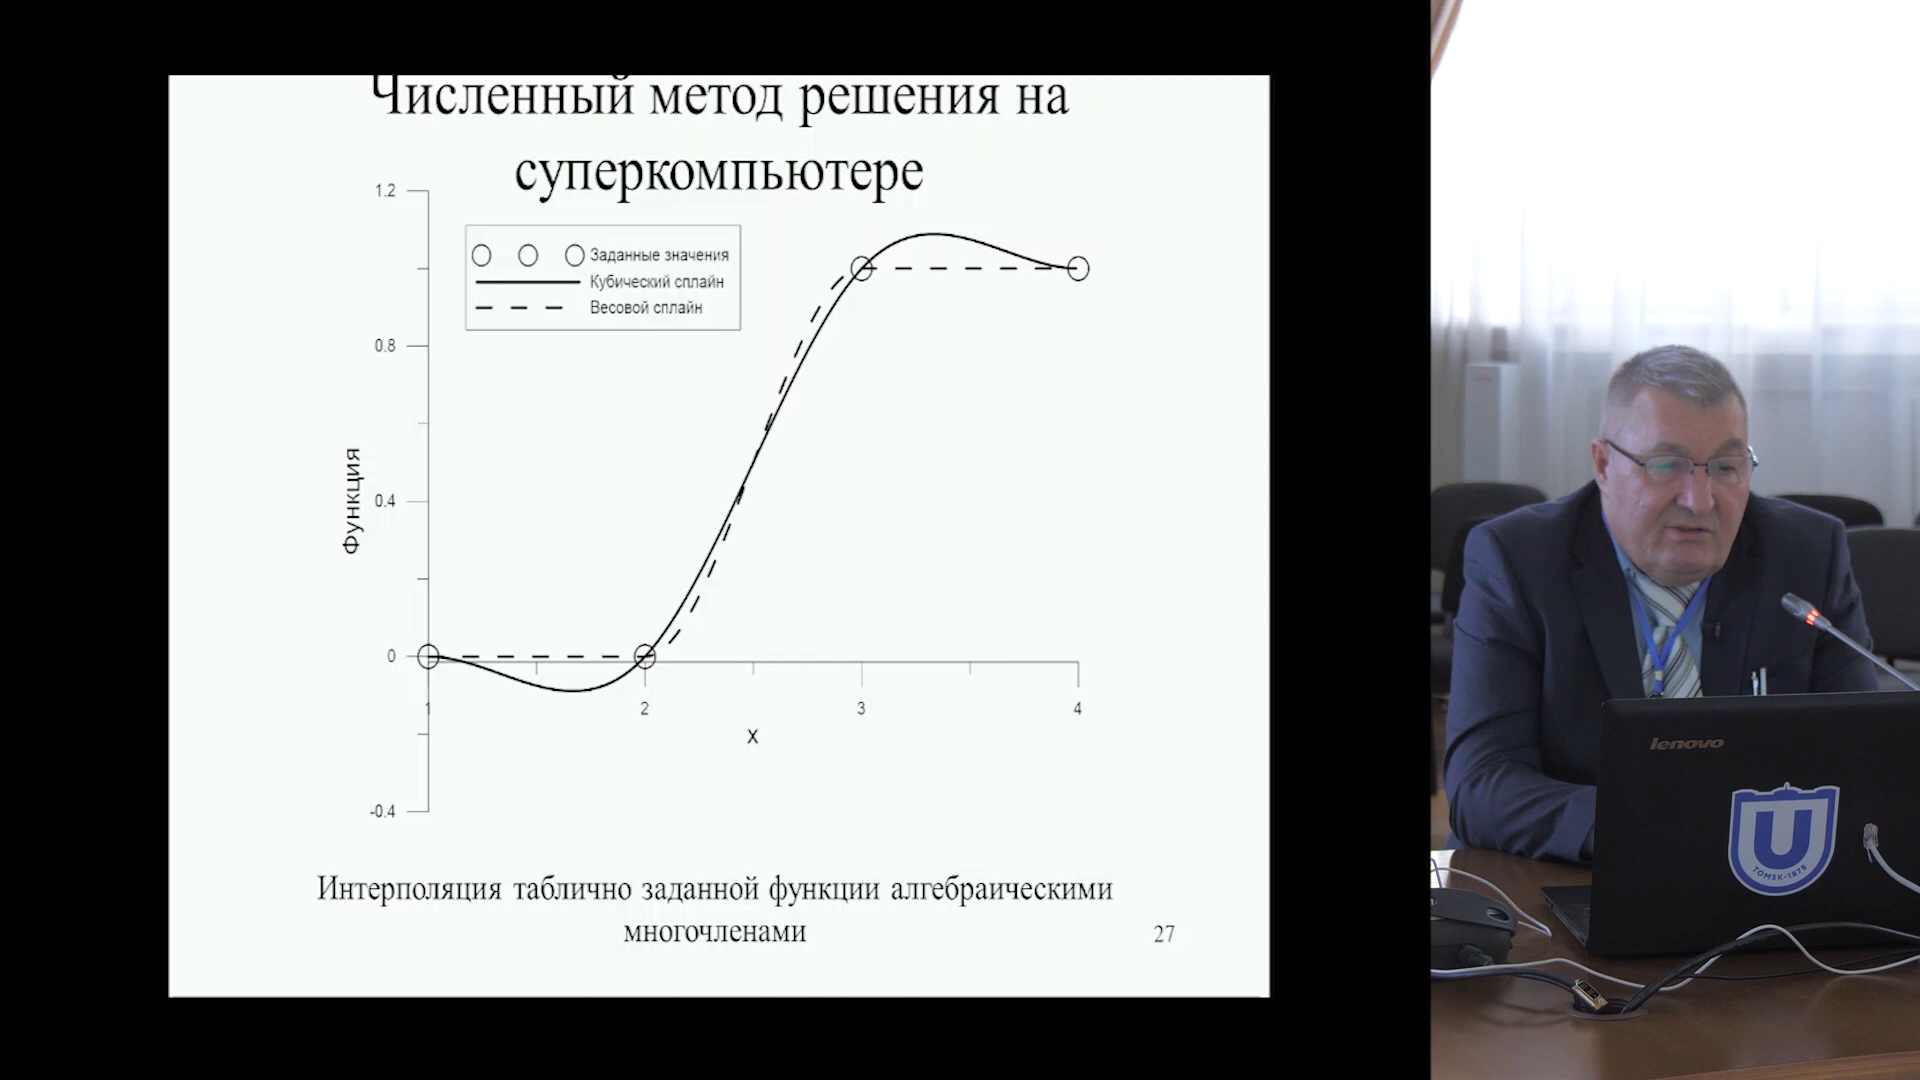 Численный метод решения на
суперкомпьютере
1.2
Заданные значения
Кубический сплайн
Весовой сплайн
0.8
Функция
0.4
0
1
2
3
4
X
-0.4
Интерполяция таблично заданной функции алгебраическими
многочленами
27
lenovo
U
TOMSK-1878